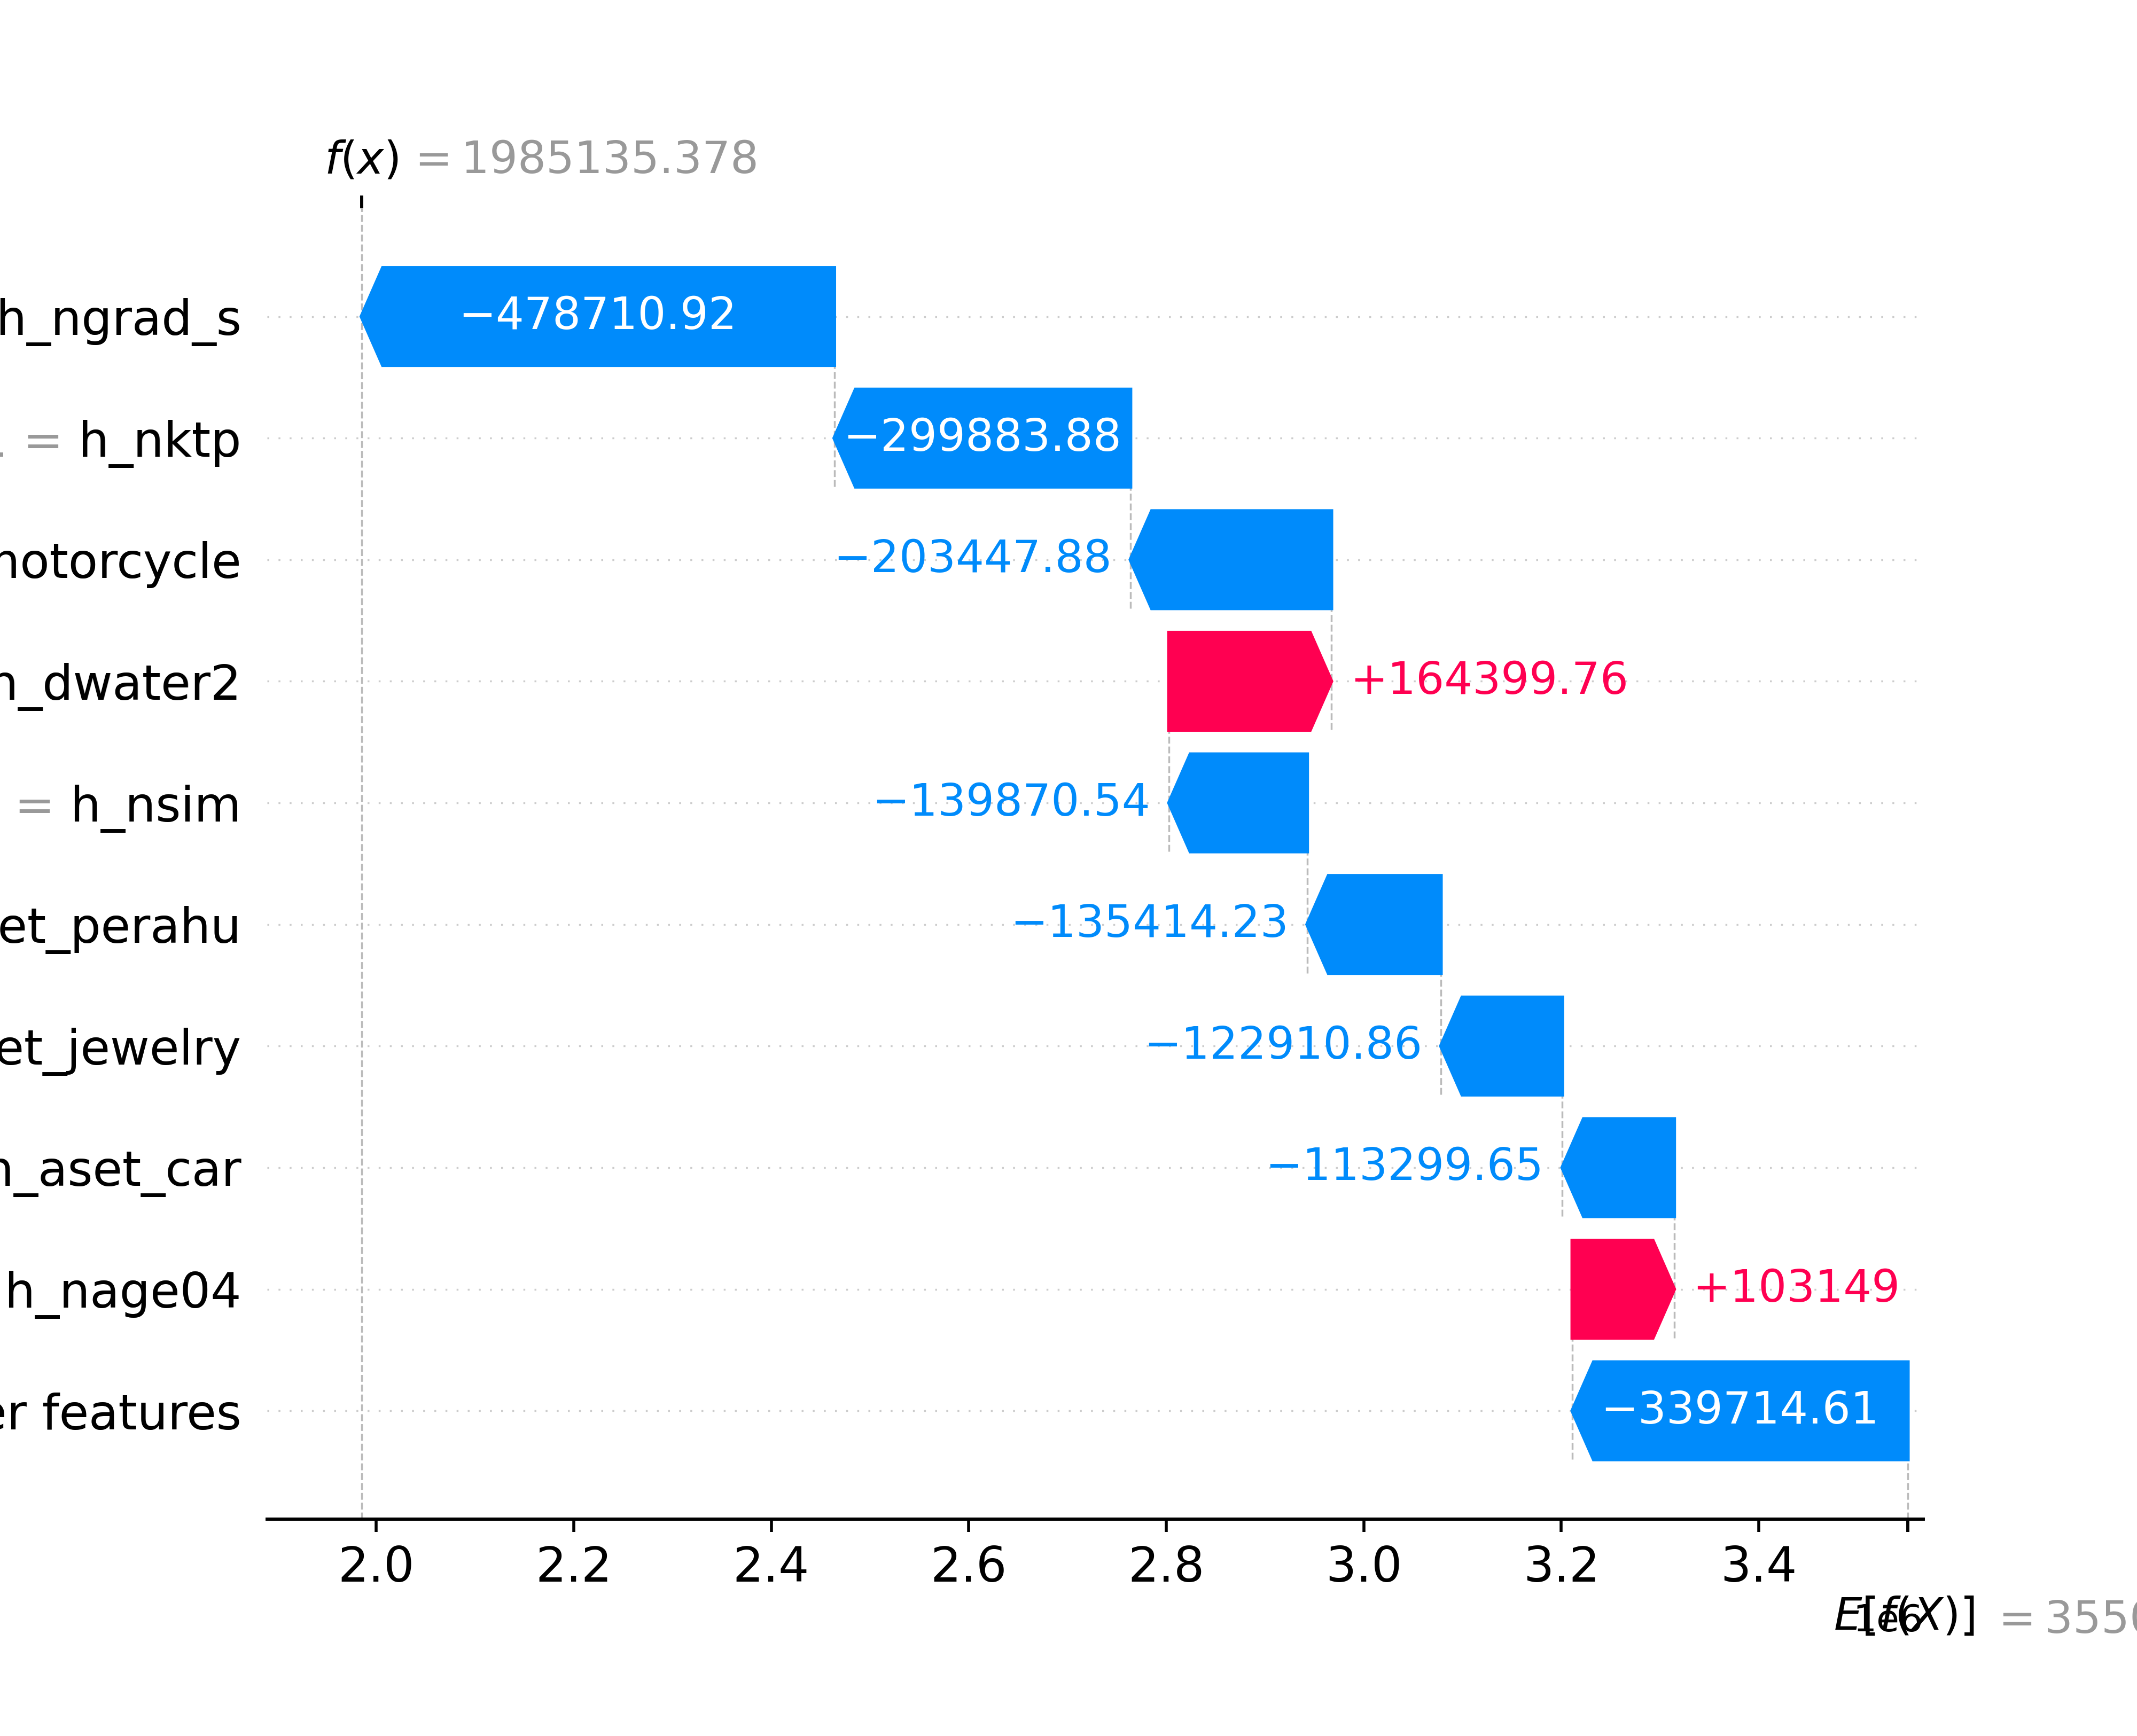 f(x) = 1985135.378
h_ngrad_s −478710.92
= h_nktp −299883.88
motorcycle −203447.88
h_dwater2 +164399.76
= h_nsim −139870.54
et_perahu −135414.23
et_jewelry −122910.86
h_aset_car −113299.65
h_nage04 +103149
er features −339714.61
2.0 2.2 2.4 2.6 2.8 3.0 3.2 3.4
1e6
E[f(X)] = 3550